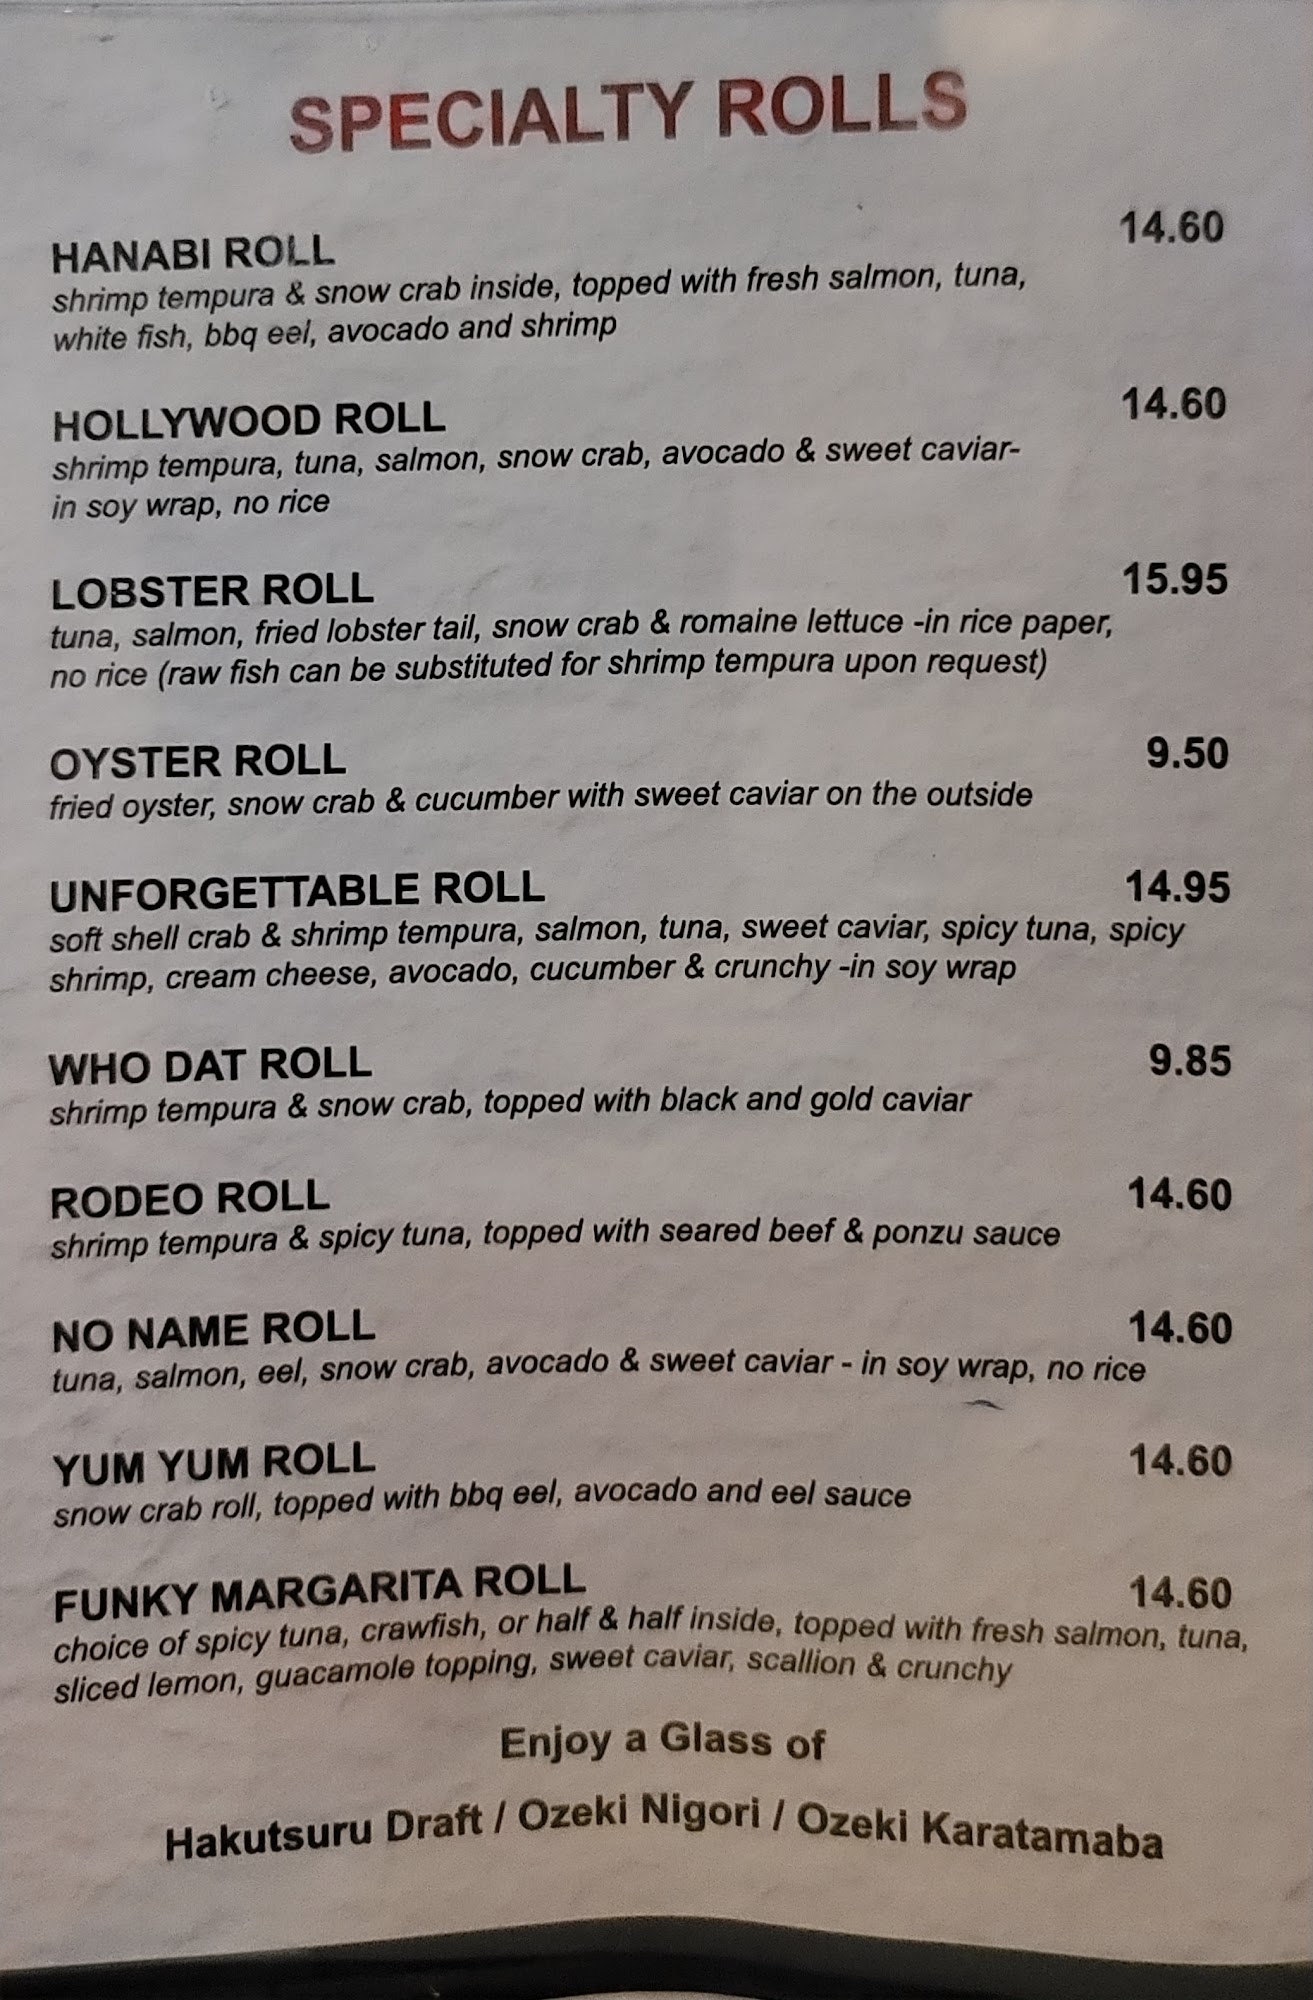 SPECIALTY ROLLS
HANABI ROLL 14.60
shrimp tempura & snow crab inside, topped with fresh salmon, tuna,
white fish, bbq eel, avocado and shrimp
HOLLYWOOD ROLL 14.60
shrimp tempura, tuna, salmon, snow crab, avocado & sweet caviar-
in soy wrap, no rice
LOBSTER ROLL 15.95
tuna, salmon, fried lobster tail, snow crab & romaine lettuce -in rice paper,
no rice (raw fish can be substituted for shrimp tempura upon request)
OYSTER ROLL 9.50
fried oyster, snow crab & cucumber with sweet caviar on the outside
UNFORGETTABLE ROLL 14.95
soft shell crab & shrimp tempura, salmon, tuna, sweet caviar, spicy tuna, spicy
shrimp, cream cheese, avocado, cucumber & crunchy -in soy wrap
WHO DAT ROLL 9.85
shrimp tempura & snow crab, topped with black and gold caviar
RODEO ROLL 14.60
shrimp tempura & spicy tuna, topped with seared beef & ponzu sauce
NO NAME ROLL 14.60
tuna, salmon, eel, snow crab, avocado & sweet caviar - in soy wrap, no rice
YUM YUM ROLL 14.60
snow crab roll, topped with bbq eel, avocado and eel sauce
FUNKY MARGARITA ROLL 14.60
choice of spicy tuna, crawfish, or half & half inside, topped with fresh salmon, tuna,
sliced lemon, guacamole topping, sweet caviar, scallion & crunchy
Enjoy a Glass of
Hakutsuru Draft / Ozeki Nigori / Ozeki Karatamaba